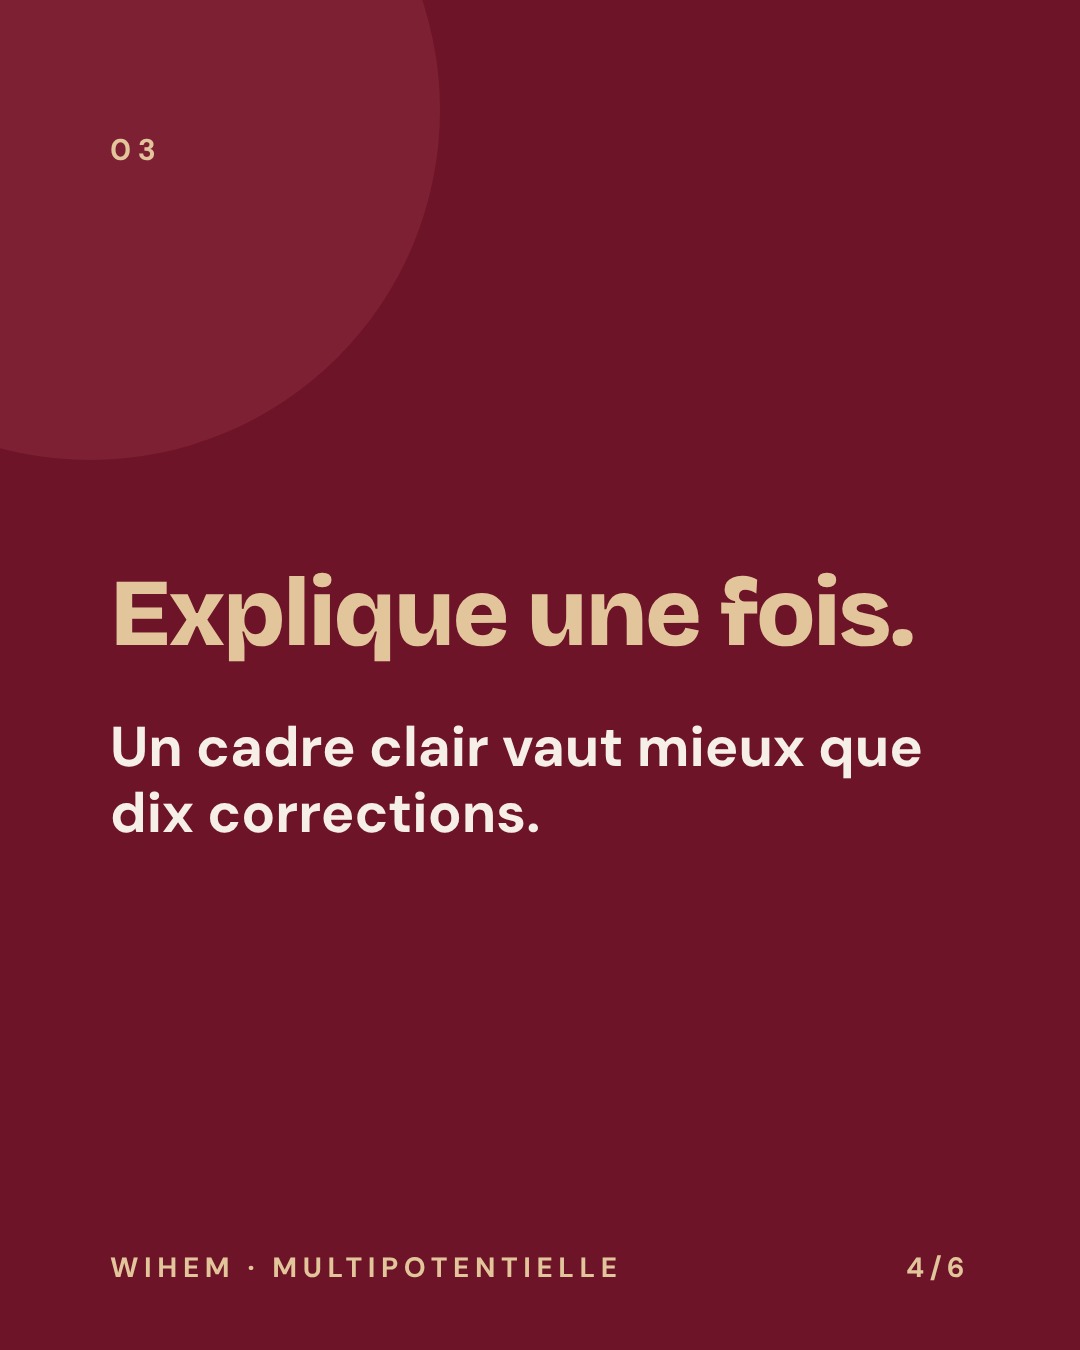 03
Explique une fois.
Un cadre clair vaut mieux que
dix corrections.
WIHEM · MULTIPOTENTIELLE
4/6